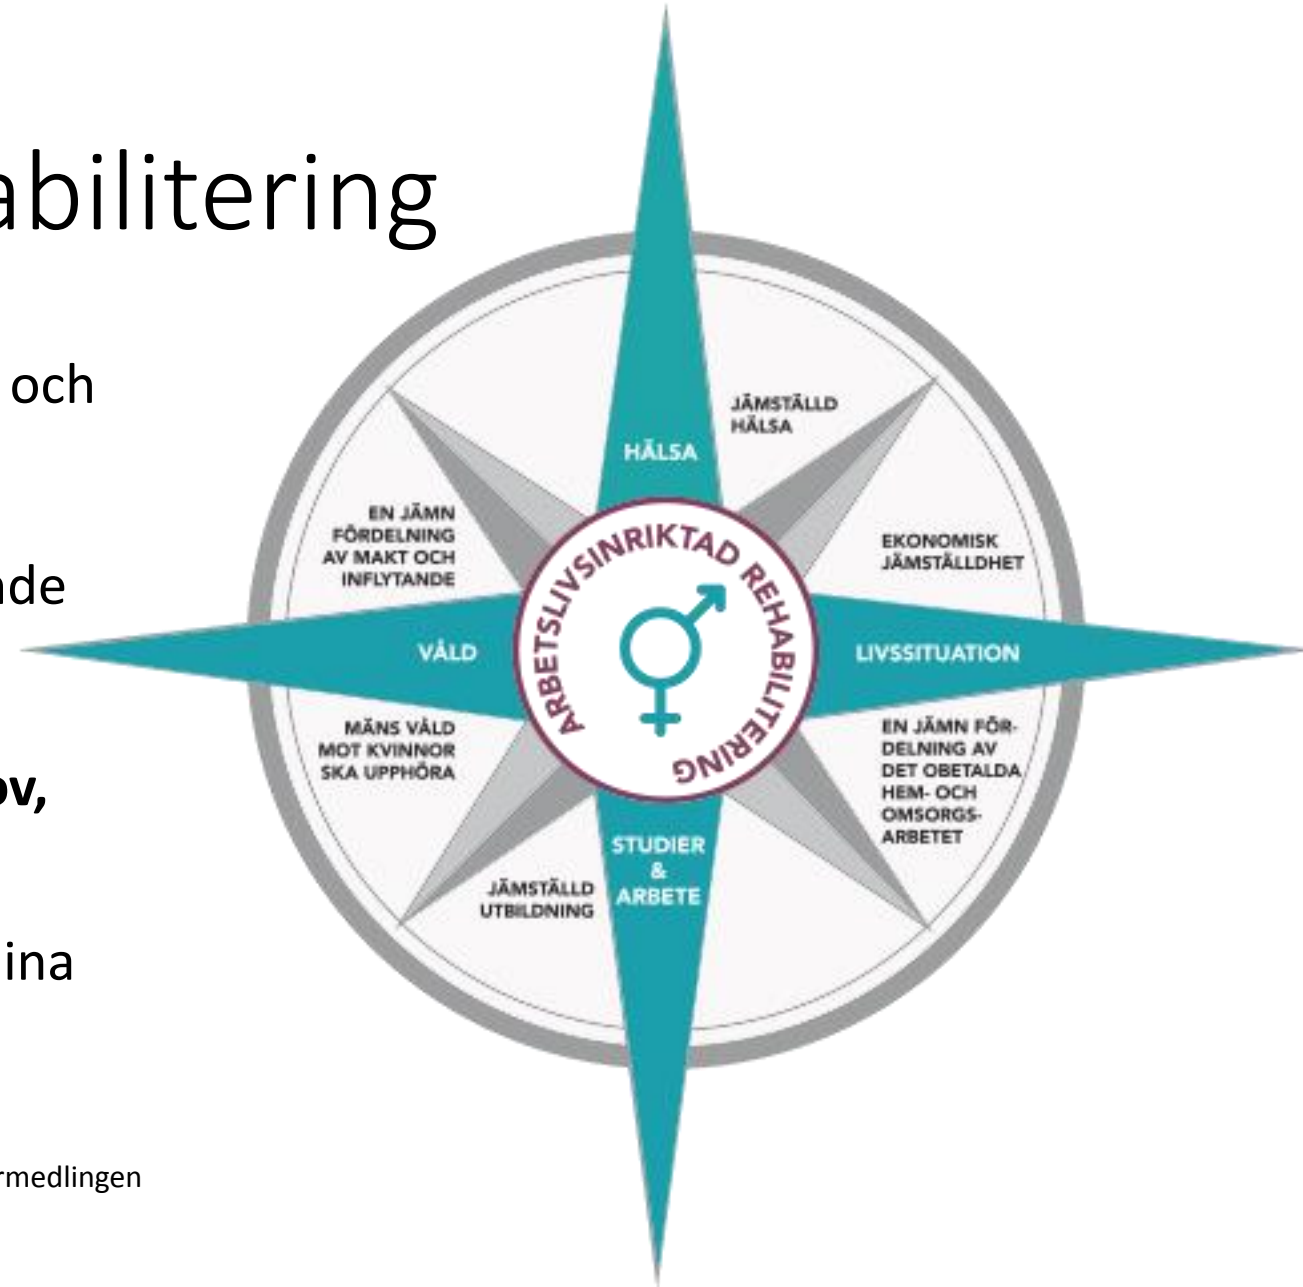 abilitering
och
nde
ov,
ina
rmedlingen
HÄLSA
JÄMSTÄLLD
HÄLSA
EKONOMISK
JÄMSTÄLLDHET
LIVSSITUATION
EN JÄMN FÖR-
DELNING AV
DET OBETALDA
HEM- OCH
OMSORGS-
ARBETET
STUDIER
&
ARBETE
JÄMSTÄLLD
UTBILDNING
MÄNS VÅLD
MOT KVINNOR
SKA UPPHÖRA
VÅLD
EN JÄMN
FÖRDELNING
AV MAKT OCH
INFLYTANDE
ARBETSLIVSINRIKTAD REHABILITERING